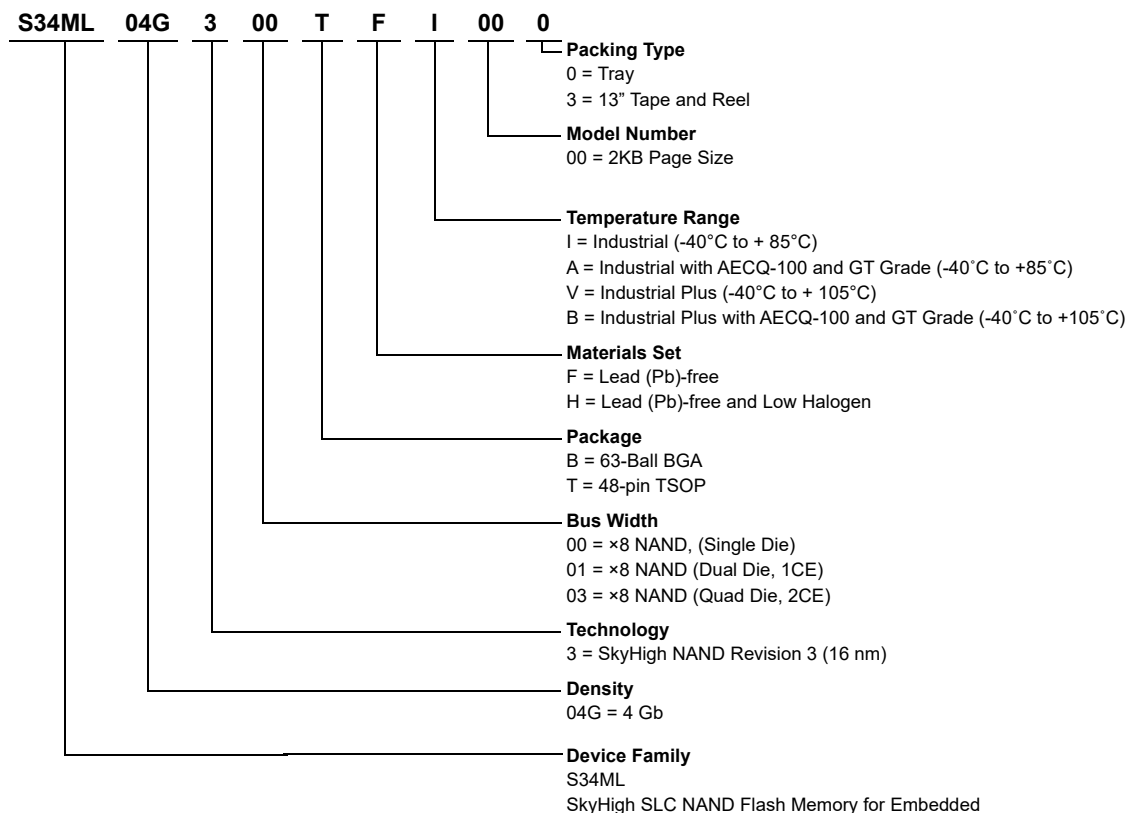 S34ML 04G 3 00 T F I 00 0
Packing Type
0 = Tray
3 = 13” Tape and Reel
Model Number
00 = 2KB Page Size
Temperature Range
I = Industrial (-40°C to + 85°C)
A = Industrial with AECQ-100 and GT Grade (-40˚C to +85˚C)
V = Industrial Plus (-40°C to + 105°C)
B = Industrial Plus with AECQ-100 and GT Grade (-40˚C to +105˚C)
Materials Set
F = Lead (Pb)-free
H = Lead (Pb)-free and Low Halogen
Package
B = 63-Ball BGA
T = 48-pin TSOP
Bus Width
00 = ×8 NAND, (Single Die)
01 = ×8 NAND (Dual Die, 1CE)
03 = ×8 NAND (Quad Die, 2CE)
Technology
3 = SkyHigh NAND Revision 3 (16 nm)
Density
04G = 4 Gb
Device Family
S34ML
SkyHigh SLC NAND Flash Memory for Embedded